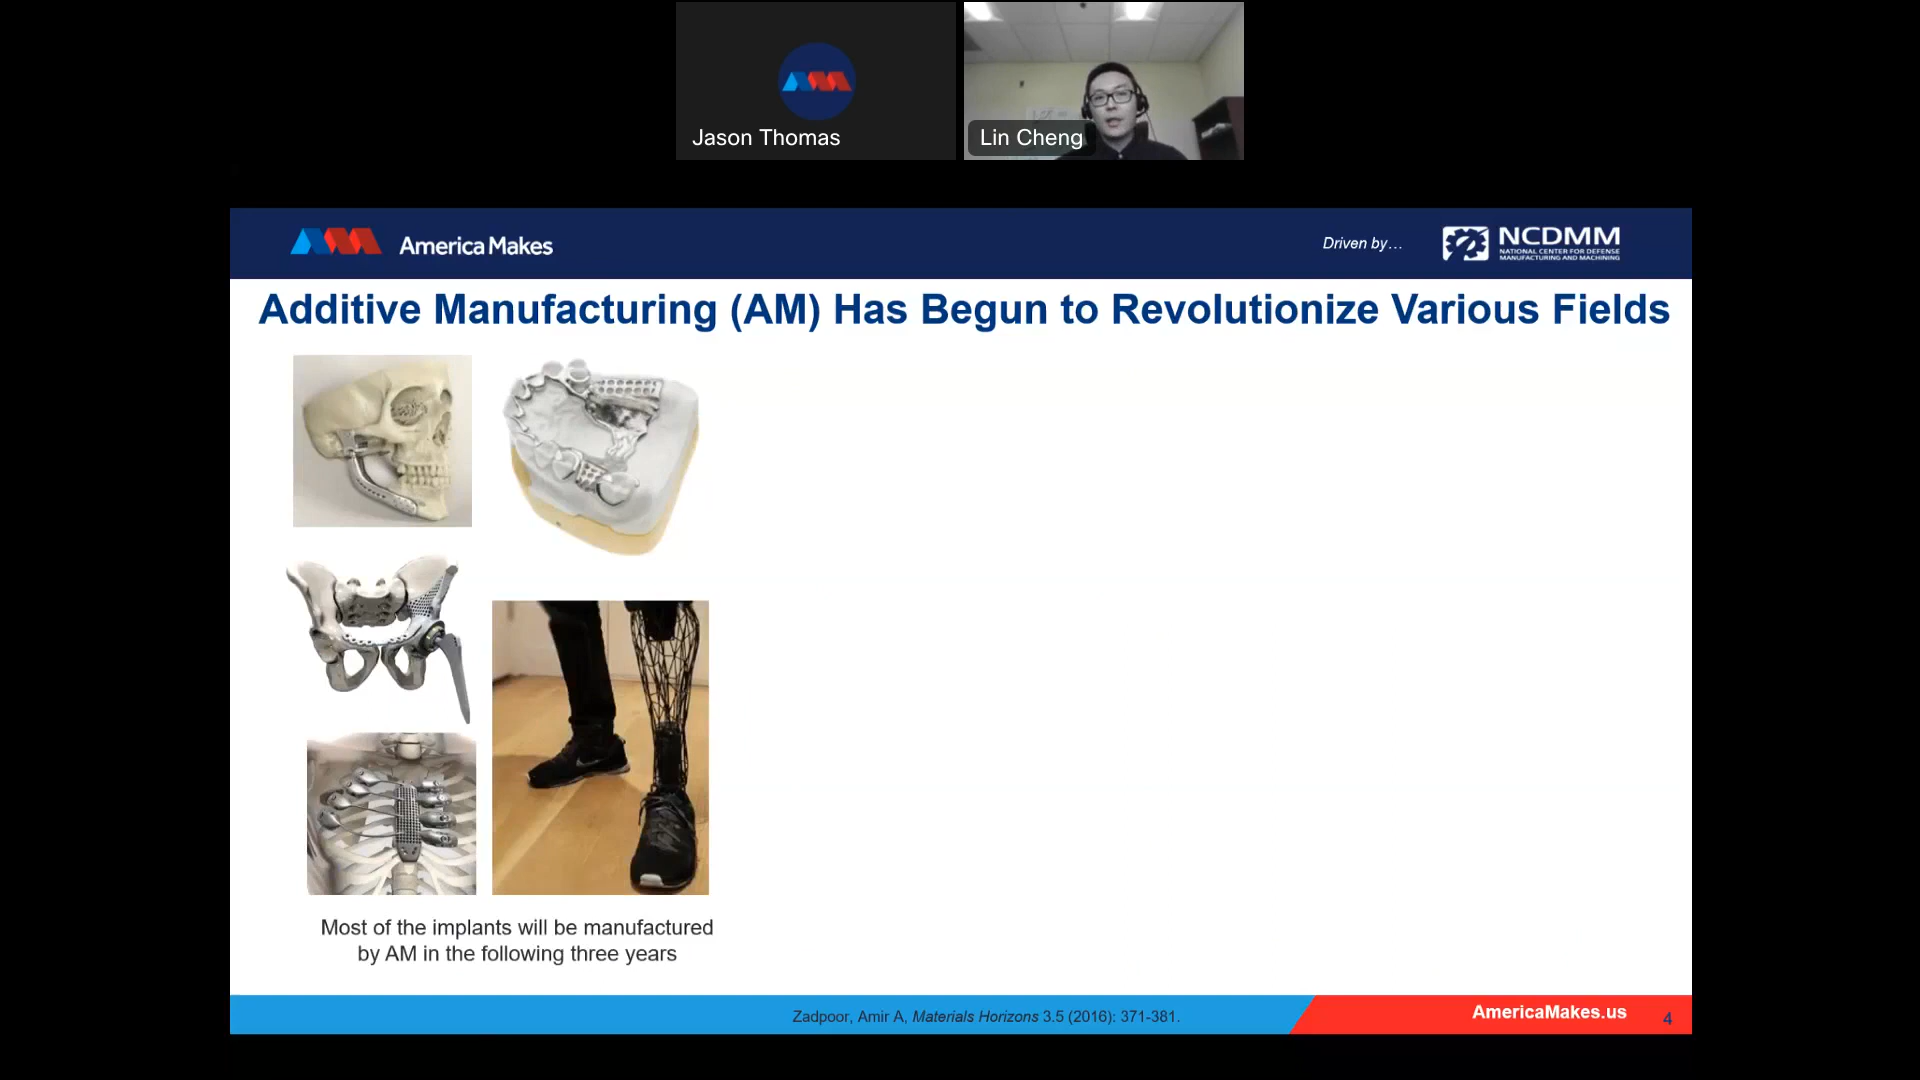 Jason Thomas
Lin Cheng
America Makes
Driven by…
NCDMM
NATIONAL CENTER FOR DEFENSE
MANUFACTURING AND MACHINING
Additive Manufacturing (AM) Has Begun to Revolutionize Various Fields
Most of the implants will be manufactured
by AM in the following three years
Zadpoor, Amir A, Materials Horizons 3.5 (2016): 371-381.
AmericaMakes.us
4